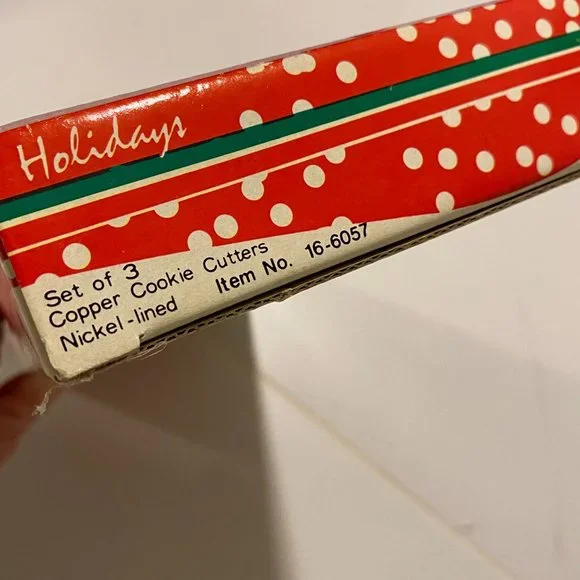 Holidays
Set of 3
Copper Cookie Cutters
Nickel-lined Item No. 16-6057